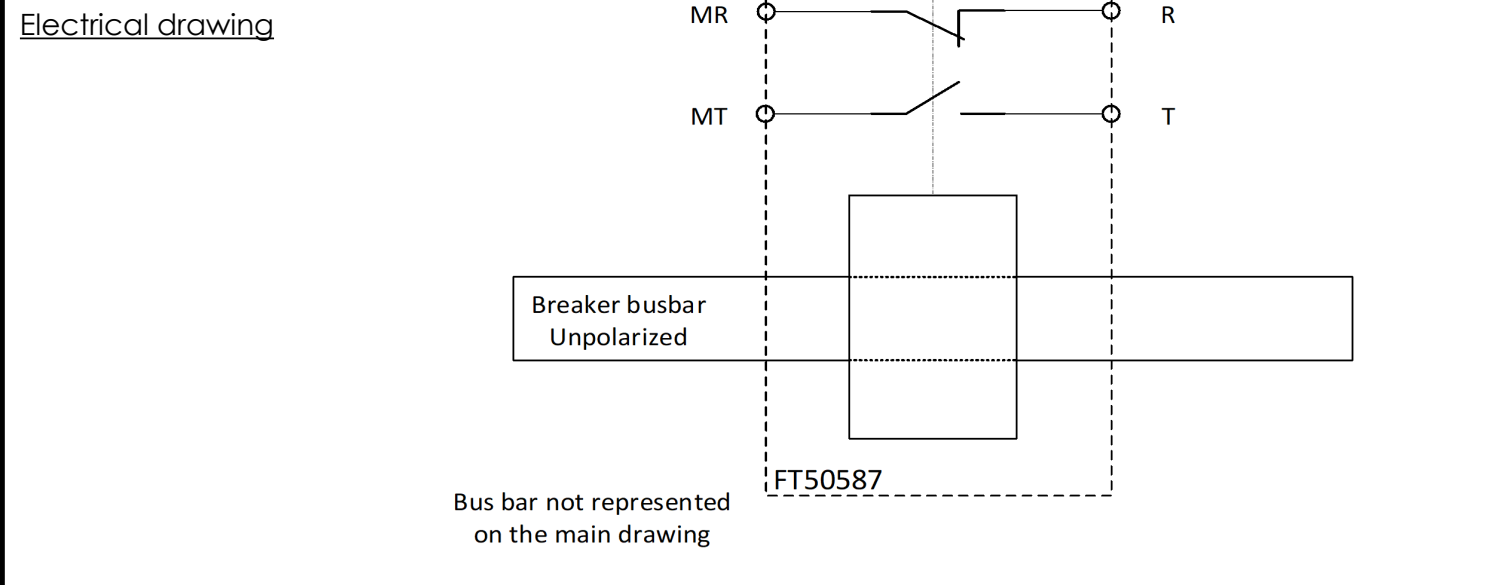 Electrical drawing
MR
R
MT
T
Breaker busbar
Unpolarized
FT50587
Bus bar not represented
on the main drawing